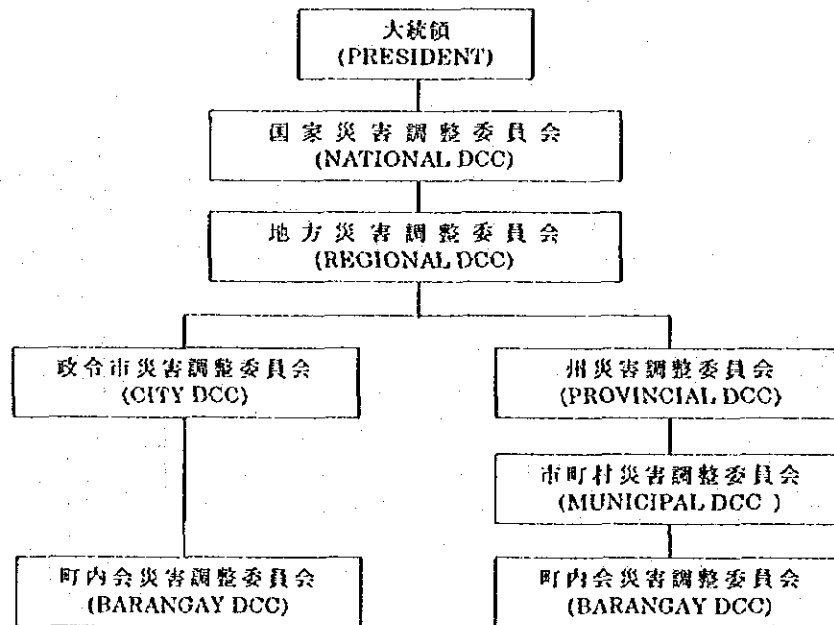 大統領
(PRESIDENT)
国家災害調整委員会
(NATIONAL DCC)
地方災害調整委員会
(REGIONAL DCC)
政令市災害調整委員会
(CITY DCC)
州災害調整委員会
(PROVINCIAL DCC)
市町村災害調整委員会
(MUNICIPAL DCC )
町内会災害調整委員会
(BARANGAY DCC)
町内会災害調整委員会
(BARANGAY DCC)